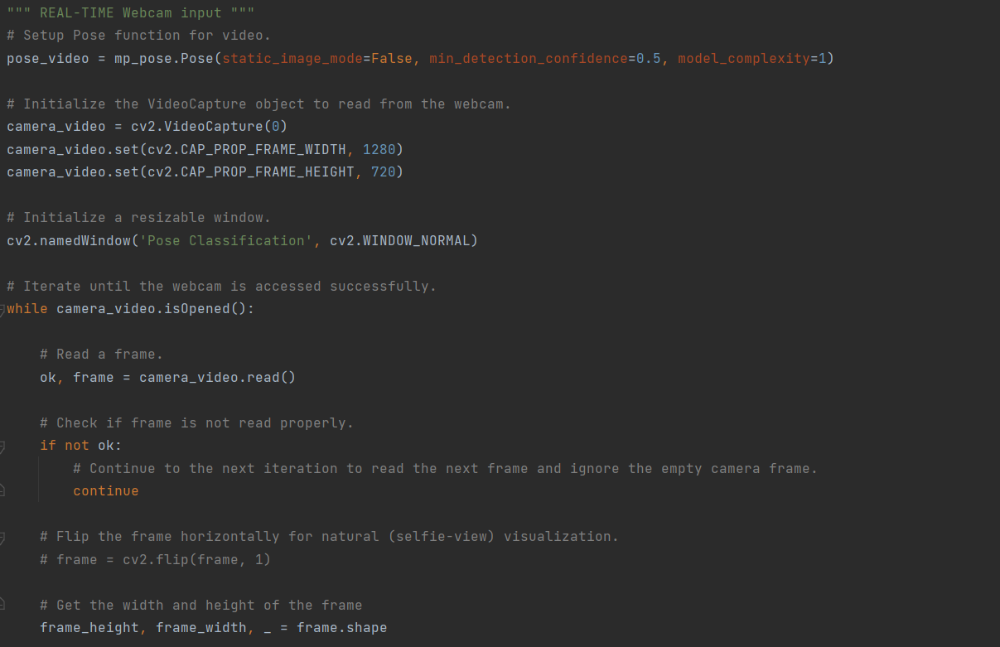 """ REAL-TIME Webcam input """
# Setup Pose function for video.
pose_video = mp_pose.Pose(static_image_mode=False, min_detection_confidence=0.5, model_complexity=1)
# Initialize the VideoCapture object to read from the webcam.
camera_video = cv2.VideoCapture(0)
camera_video.set(cv2.CAP_PROP_FRAME_WIDTH, 1280)
camera_video.set(cv2.CAP_PROP_FRAME_HEIGHT, 720)
# Initialize a resizable window.
cv2.namedWindow('Pose Classification', cv2.WINDOW_NORMAL)
# Iterate until the webcam is accessed successfully.
while camera_video.isOpened():
    # Read a frame.
    ok, frame = camera_video.read()
    # Check if frame is not read properly.
    if not ok:
        # Continue to the next iteration to read the next frame and ignore the empty camera frame.
        continue
    # Flip the frame horizontally for natural (selfie-view) visualization.
    # frame = cv2.flip(frame, 1)
    # Get the width and height of the frame
    frame_height, frame_width, _ = frame.shape